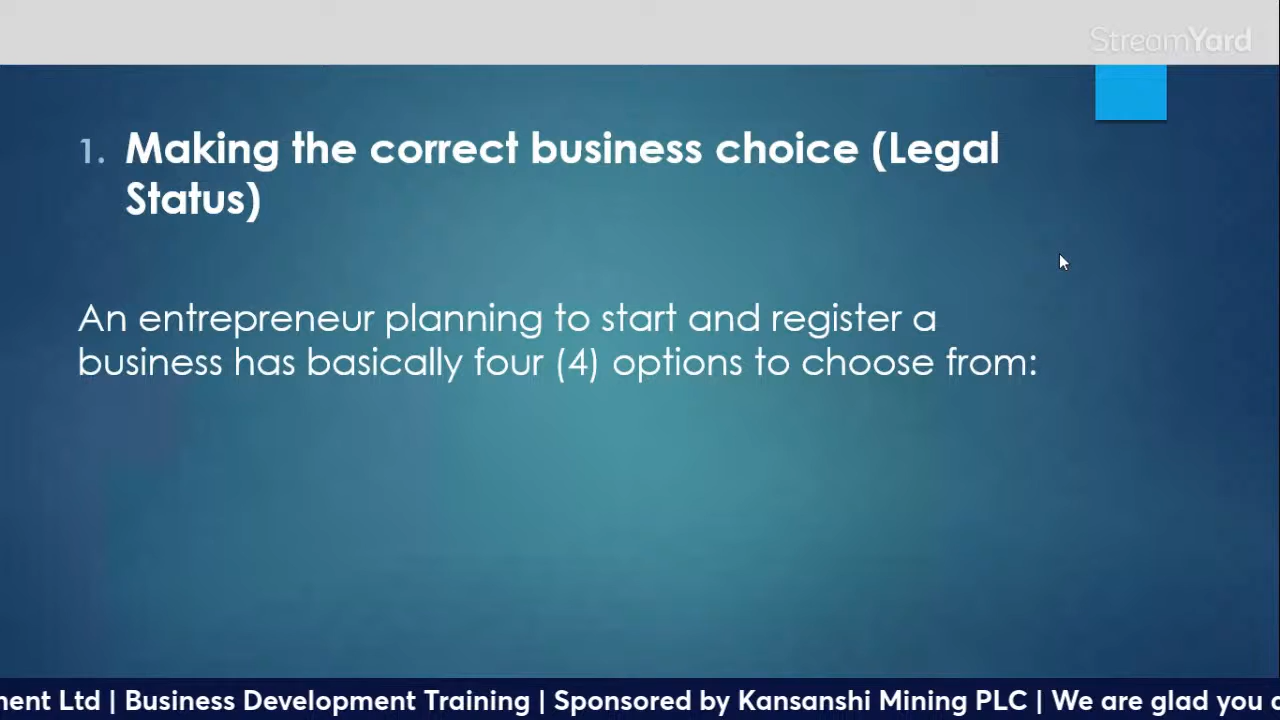 StreamYard
1. Making the correct business choice (Legal
Status)
An entrepreneur planning to start and register a
business has basically four (4) options to choose from:
Ltd | Business Development Training | Sponsored by Kansanshi Mining PLC | We are glad you